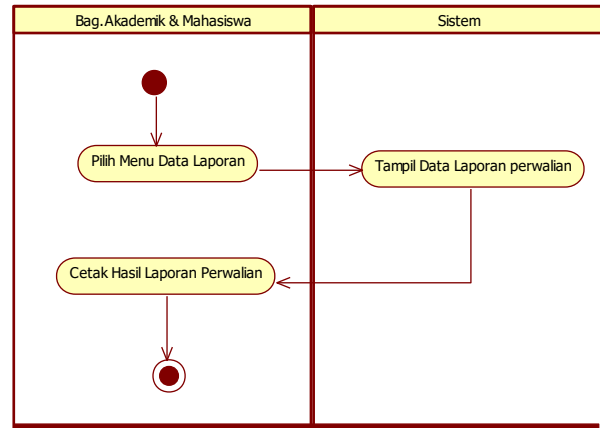 Bag.Akademik & Mahasiswa
Sistem
Pilih Menu Data Laporan
Tampil Data Laporan perwalian
Cetak Hasil Laporan Perwalian